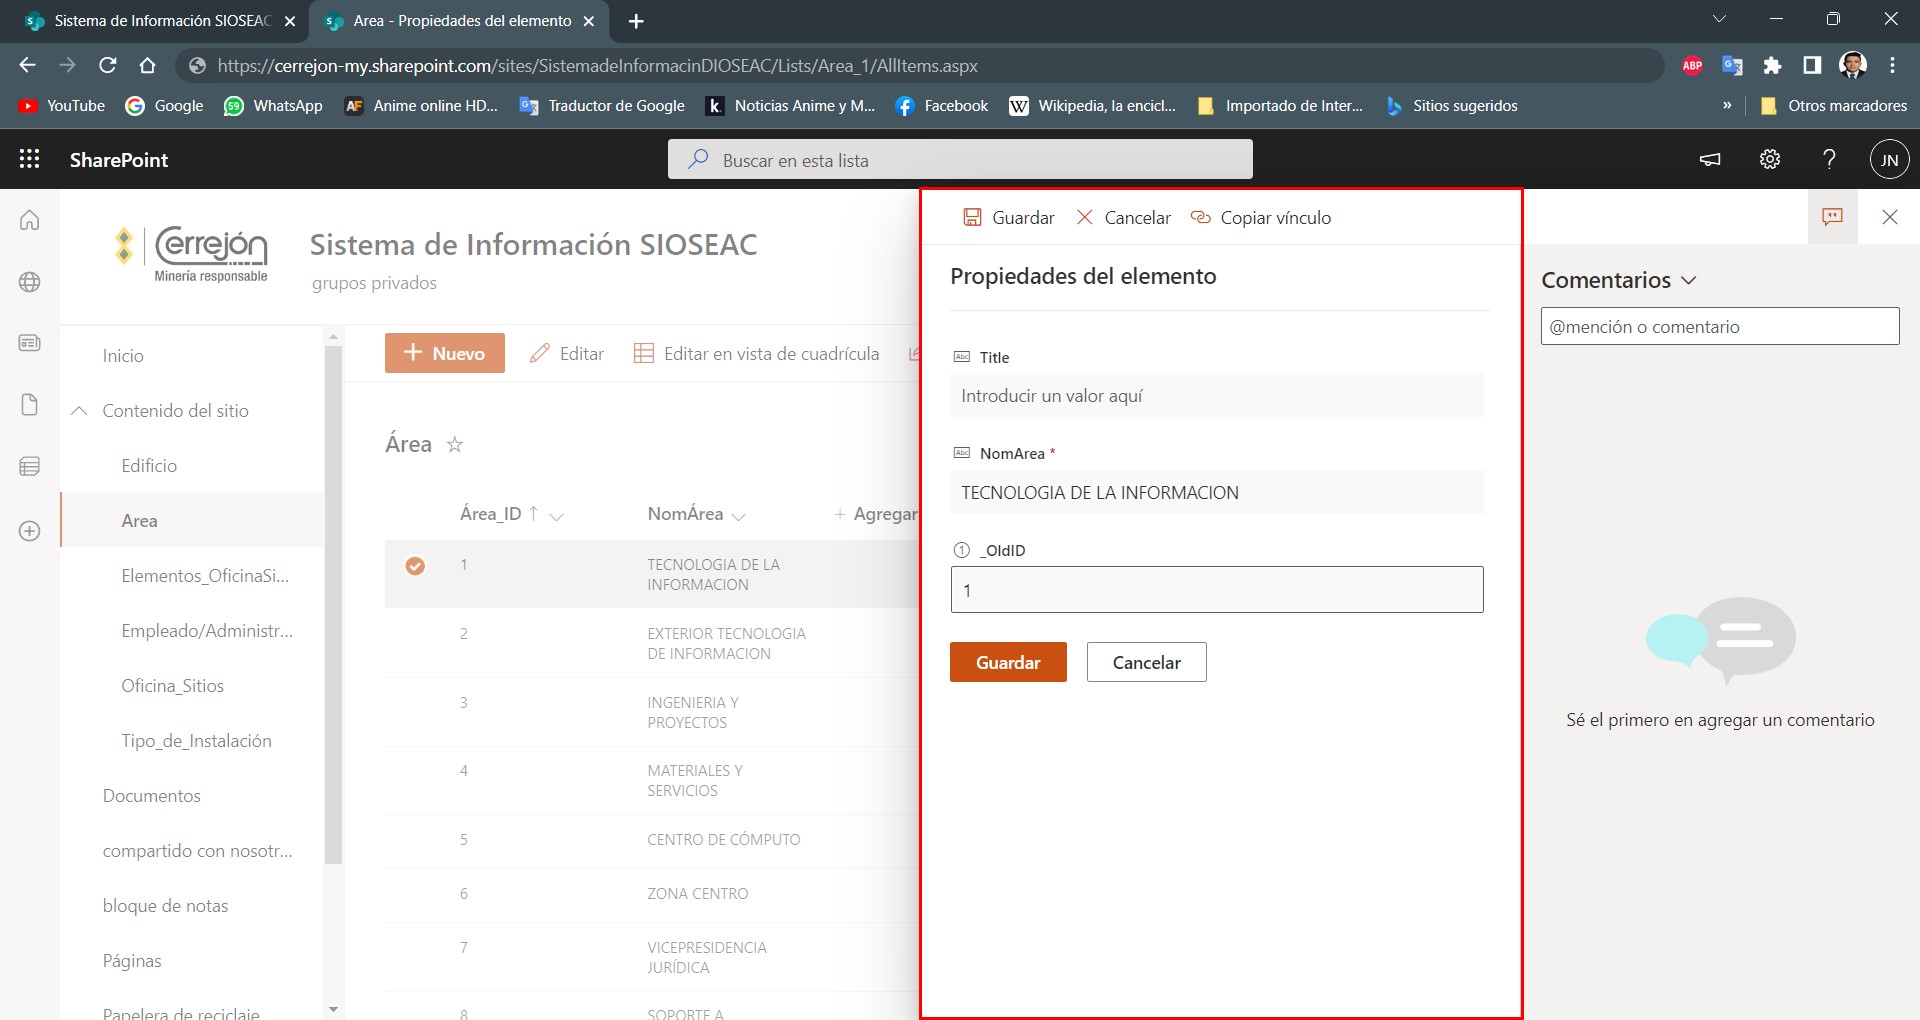 Sistema de Información SIOSEAC
Area - Propiedades del elemento
https://cerrejon-my.sharepoint.com/sites/SistemadeInformacinDIOSEAC/Lists/Area_1/AllItems.aspx
ABP
YouTube
Google
59 WhatsApp
AF Anime online HD...
Traductor de Google
k. Noticias Anime y M...
Facebook
W Wikipedia, la encicl...
Importado de Inter...
Sitios sugeridos
»
Otros marcadores
SharePoint
Buscar en esta lista
?
JN
Cerrejón
Minería responsable
Sistema de Información SIOSEAC
grupos privados
Inicio
Contenido del sitio
Edificio
Area
Elementos_OficinaSi...
Empleado/Administr...
Oficina_Sitios
Tipo_de_Instalación
Documentos
compartido con nosotr...
bloque de notas
Páginas
Papelera de reciclaje
+ Nuevo
Editar
Editar en vista de cuadrícula
Área
Área_ID ↑
NomÁrea
+ Agregar
1
TECNOLOGIA DE LA
INFORMACION
2
EXTERIOR TECNOLOGIA
DE INFORMACION
3
INGENIERIA Y
PROYECTOS
4
MATERIALES Y
SERVICIOS
5
CENTRO DE CÓMPUTO
6
ZONA CENTRO
7
VICEPRESIDENCIA
JURÍDICA
8
SOPORTE A
Guardar
Cancelar
Copiar vínculo
Propiedades del elemento
Abc Title
Introducir un valor aquí
Abc NomArea *
TECNOLOGIA DE LA INFORMACION
1 _OldID
1
Guardar
Cancelar
Comentarios
@mención o comentario
Sé el primero en agregar un comentario